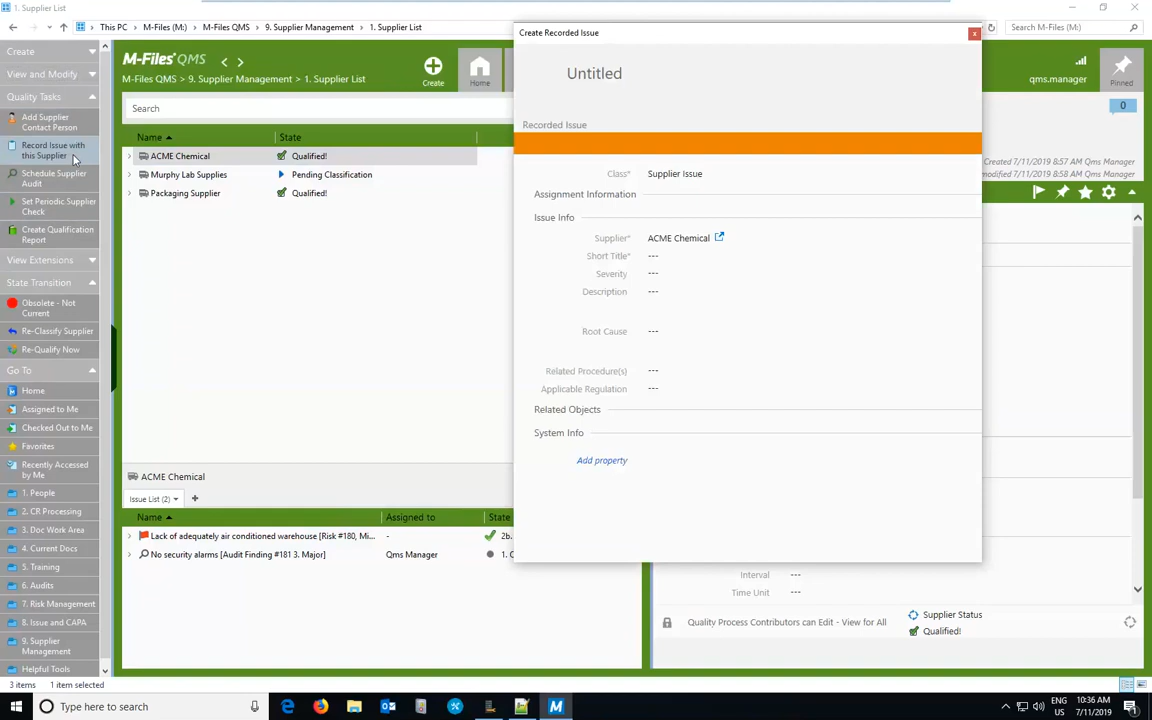 1. Supplier List
This PC › M-Files (M:) › M-Files QMS › 9. Supplier Management › 1. Supplier List
Search M-Files (M:)
Create
View and Modify
Quality Tasks
Add Supplier
Contact Person
Record Issue with
this Supplier
Schedule Supplier
Audit
Set Periodic Supplier
Check
Create Qualification
Report
View Extensions
State Transition
Obsolete - Not
Current
Re-Classify Supplier
Re-Qualify Now
Go To
Home
Assigned to Me
Checked Out to Me
Favorites
Recently Accessed
by Me
1. People
2. CR Processing
3. Doc Work Area
4. Current Docs
5. Training
6. Audits
7. Risk Management
8. Issue and CAPA
9. Supplier
Management
Helpful Tools
3 items 1 item selected
M-Files QMS
M-Files QMS > 9. Supplier Management > 1. Supplier List
Create
Home
Search
Name State
ACME Chemical Qualified!
Murphy Lab Supplies Pending Classification
Packaging Supplier Qualified!
ACME Chemical
Issue List (2)
Name Assigned to State
Lack of adequately air conditioned warehouse [Risk #180, Mi... - 2b.
No security alarms [Audit Finding #181 3. Major] Qms Manager 1. C
Create Recorded Issue
x
Untitled
Recorded Issue
Class* Supplier Issue
Assignment Information
Issue Info
Supplier* ACME Chemical
Short Title* ---
Severity ---
Description ---
Root Cause ---
Related Procedure(s) ---
Applicable Regulation ---
Related Objects
System Info
Add property
qms.manager
Pinned
0
Created 7/11/2019 8:57 AM Qms Manager
modified 7/11/2019 8:58 AM Qms Manager
Interval ---
Time Unit ---
Quality Process Contributors can Edit - View for All
Supplier Status
Qualified!
Type here to search
M
ENG
US
10:36 AM
7/11/2019
1